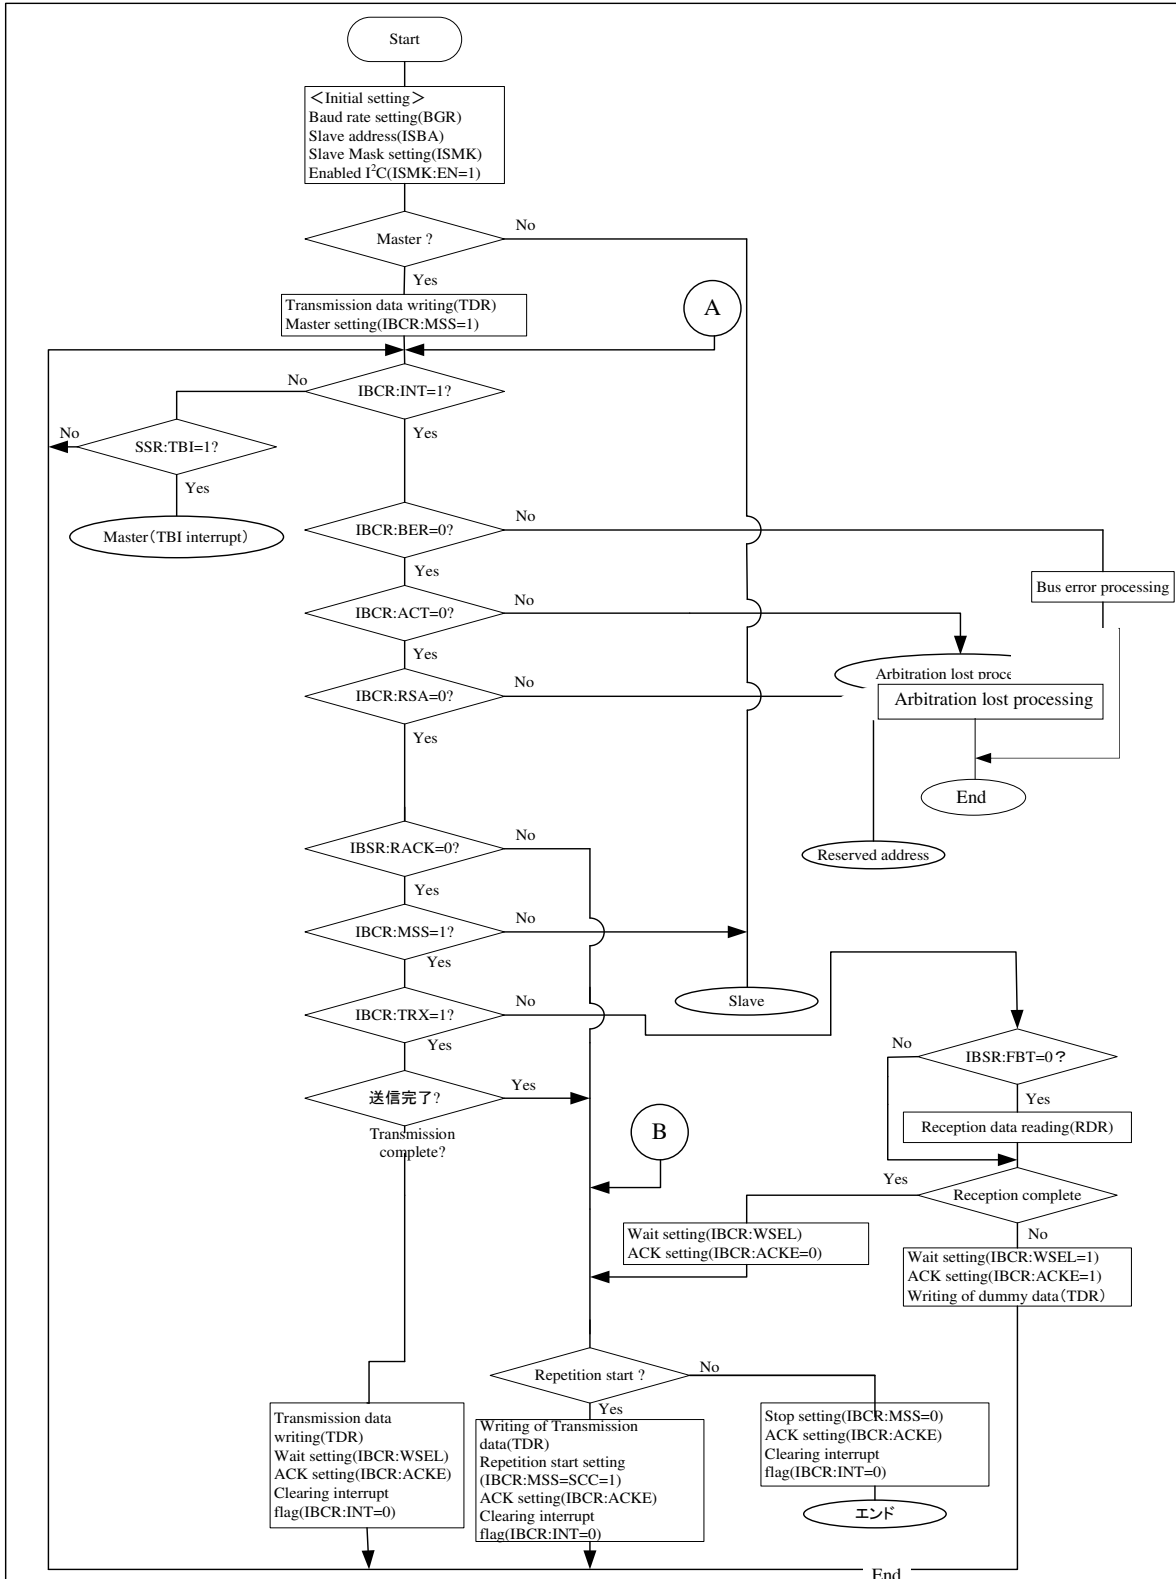 Start
＜Initial setting＞
Baud rate setting(BGR)
Slave address(ISBA)
Slave Mask setting(ISMK)
Enabled I²C(ISMK:EN=1)
Master ?
No
Yes
Transmission data writing(TDR)
Master setting(IBCR:MSS=1)
A
IBCR:INT=1?
No
Yes
SSR:TBI=1?
No
Yes
Master(TBI interrupt)
IBCR:BER=0?
No
Yes
Bus error processing
IBCR:ACT=0?
No
Yes
Arbitration lost proce
Arbitration lost processing
IBCR:RSA=0?
No
Yes
End
Reserved address
IBSR:RACK=0?
No
Yes
IBCR:MSS=1?
No
Yes
Slave
IBCR:TRX=1?
No
Yes
IBSR:FBT=0？
No
Yes
送信完了?
Yes
Transmission
complete?
B
Reception data reading(RDR)
Reception complete
Yes
No
Wait setting(IBCR:WSEL)
ACK setting(IBCR:ACKE=0)
Wait setting(IBCR:WSEL=1)
ACK setting(IBCR:ACKE=1)
Writing of dummy data(TDR)
Repetition start ?
No
Yes
Transmission data
writing(TDR)
Wait setting(IBCR:WSEL)
ACK setting(IBCR:ACKE)
Clearing interrupt
flag(IBCR:INT=0)
Writing of Transmission
data(TDR)
Repetition start setting
(IBCR:MSS=SCC=1)
ACK setting(IBCR:ACKE)
Clearing interrupt
flag(IBCR:INT=0)
Stop setting(IBCR:MSS=0)
ACK setting(IBCR:ACKE)
Clearing interrupt
flag(IBCR:INT=0)
エンド
End